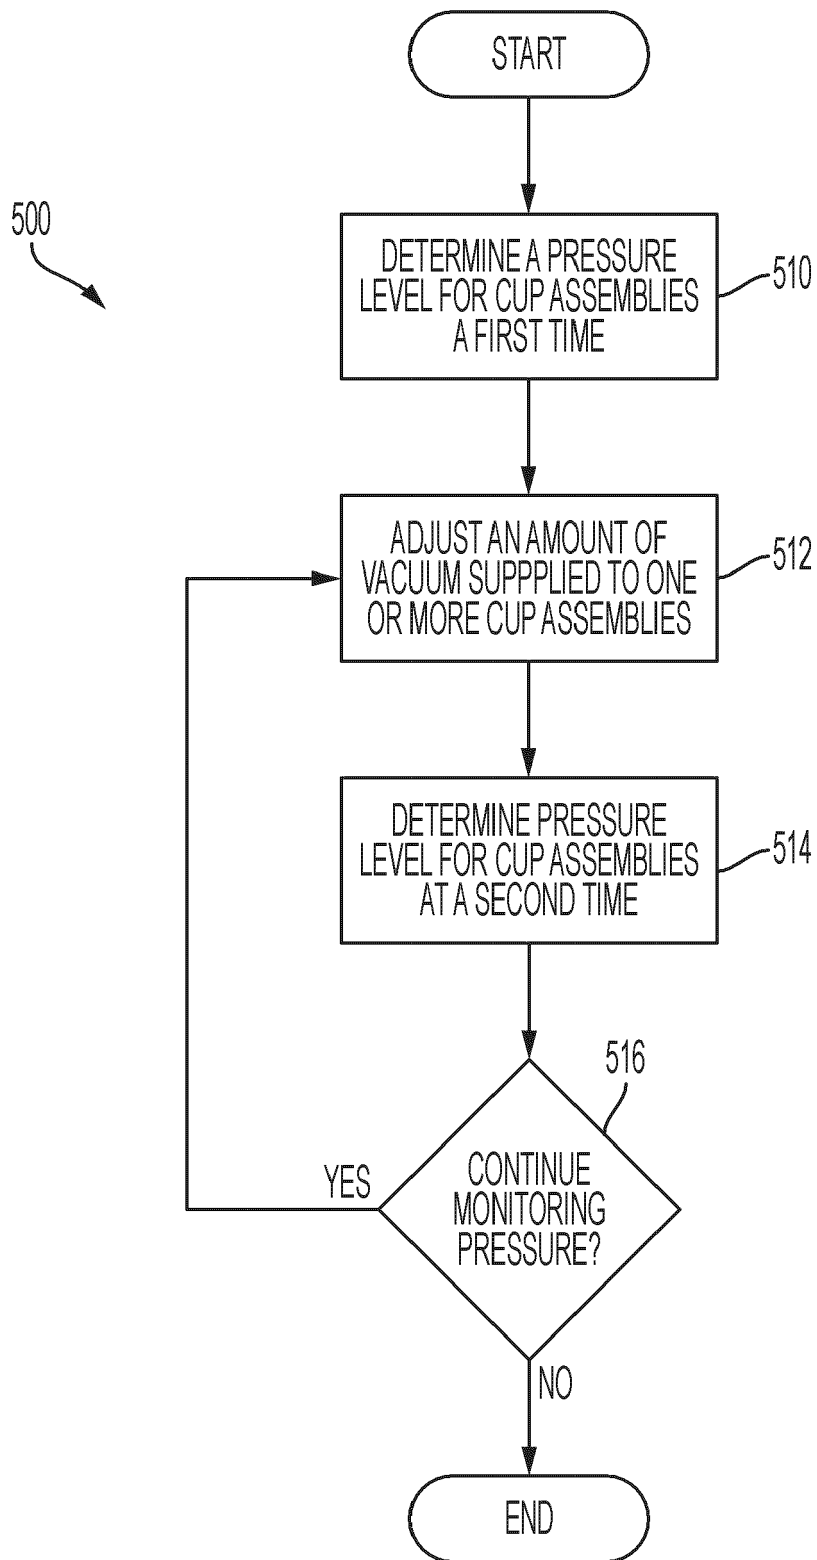 START
500
DETERMINE A PRESSURE
LEVEL FOR CUP ASSEMBLIES
A FIRST TIME
510
ADJUST AN AMOUNT OF
VACUUM SUPPPLIED TO ONE
OR MORE CUP ASSEMBLIES
512
DETERMINE PRESSURE
LEVEL FOR CUP ASSEMBLIES
AT A SECOND TIME
514
516
CONTINUE
MONITORING
PRESSURE?
YES
NO
END